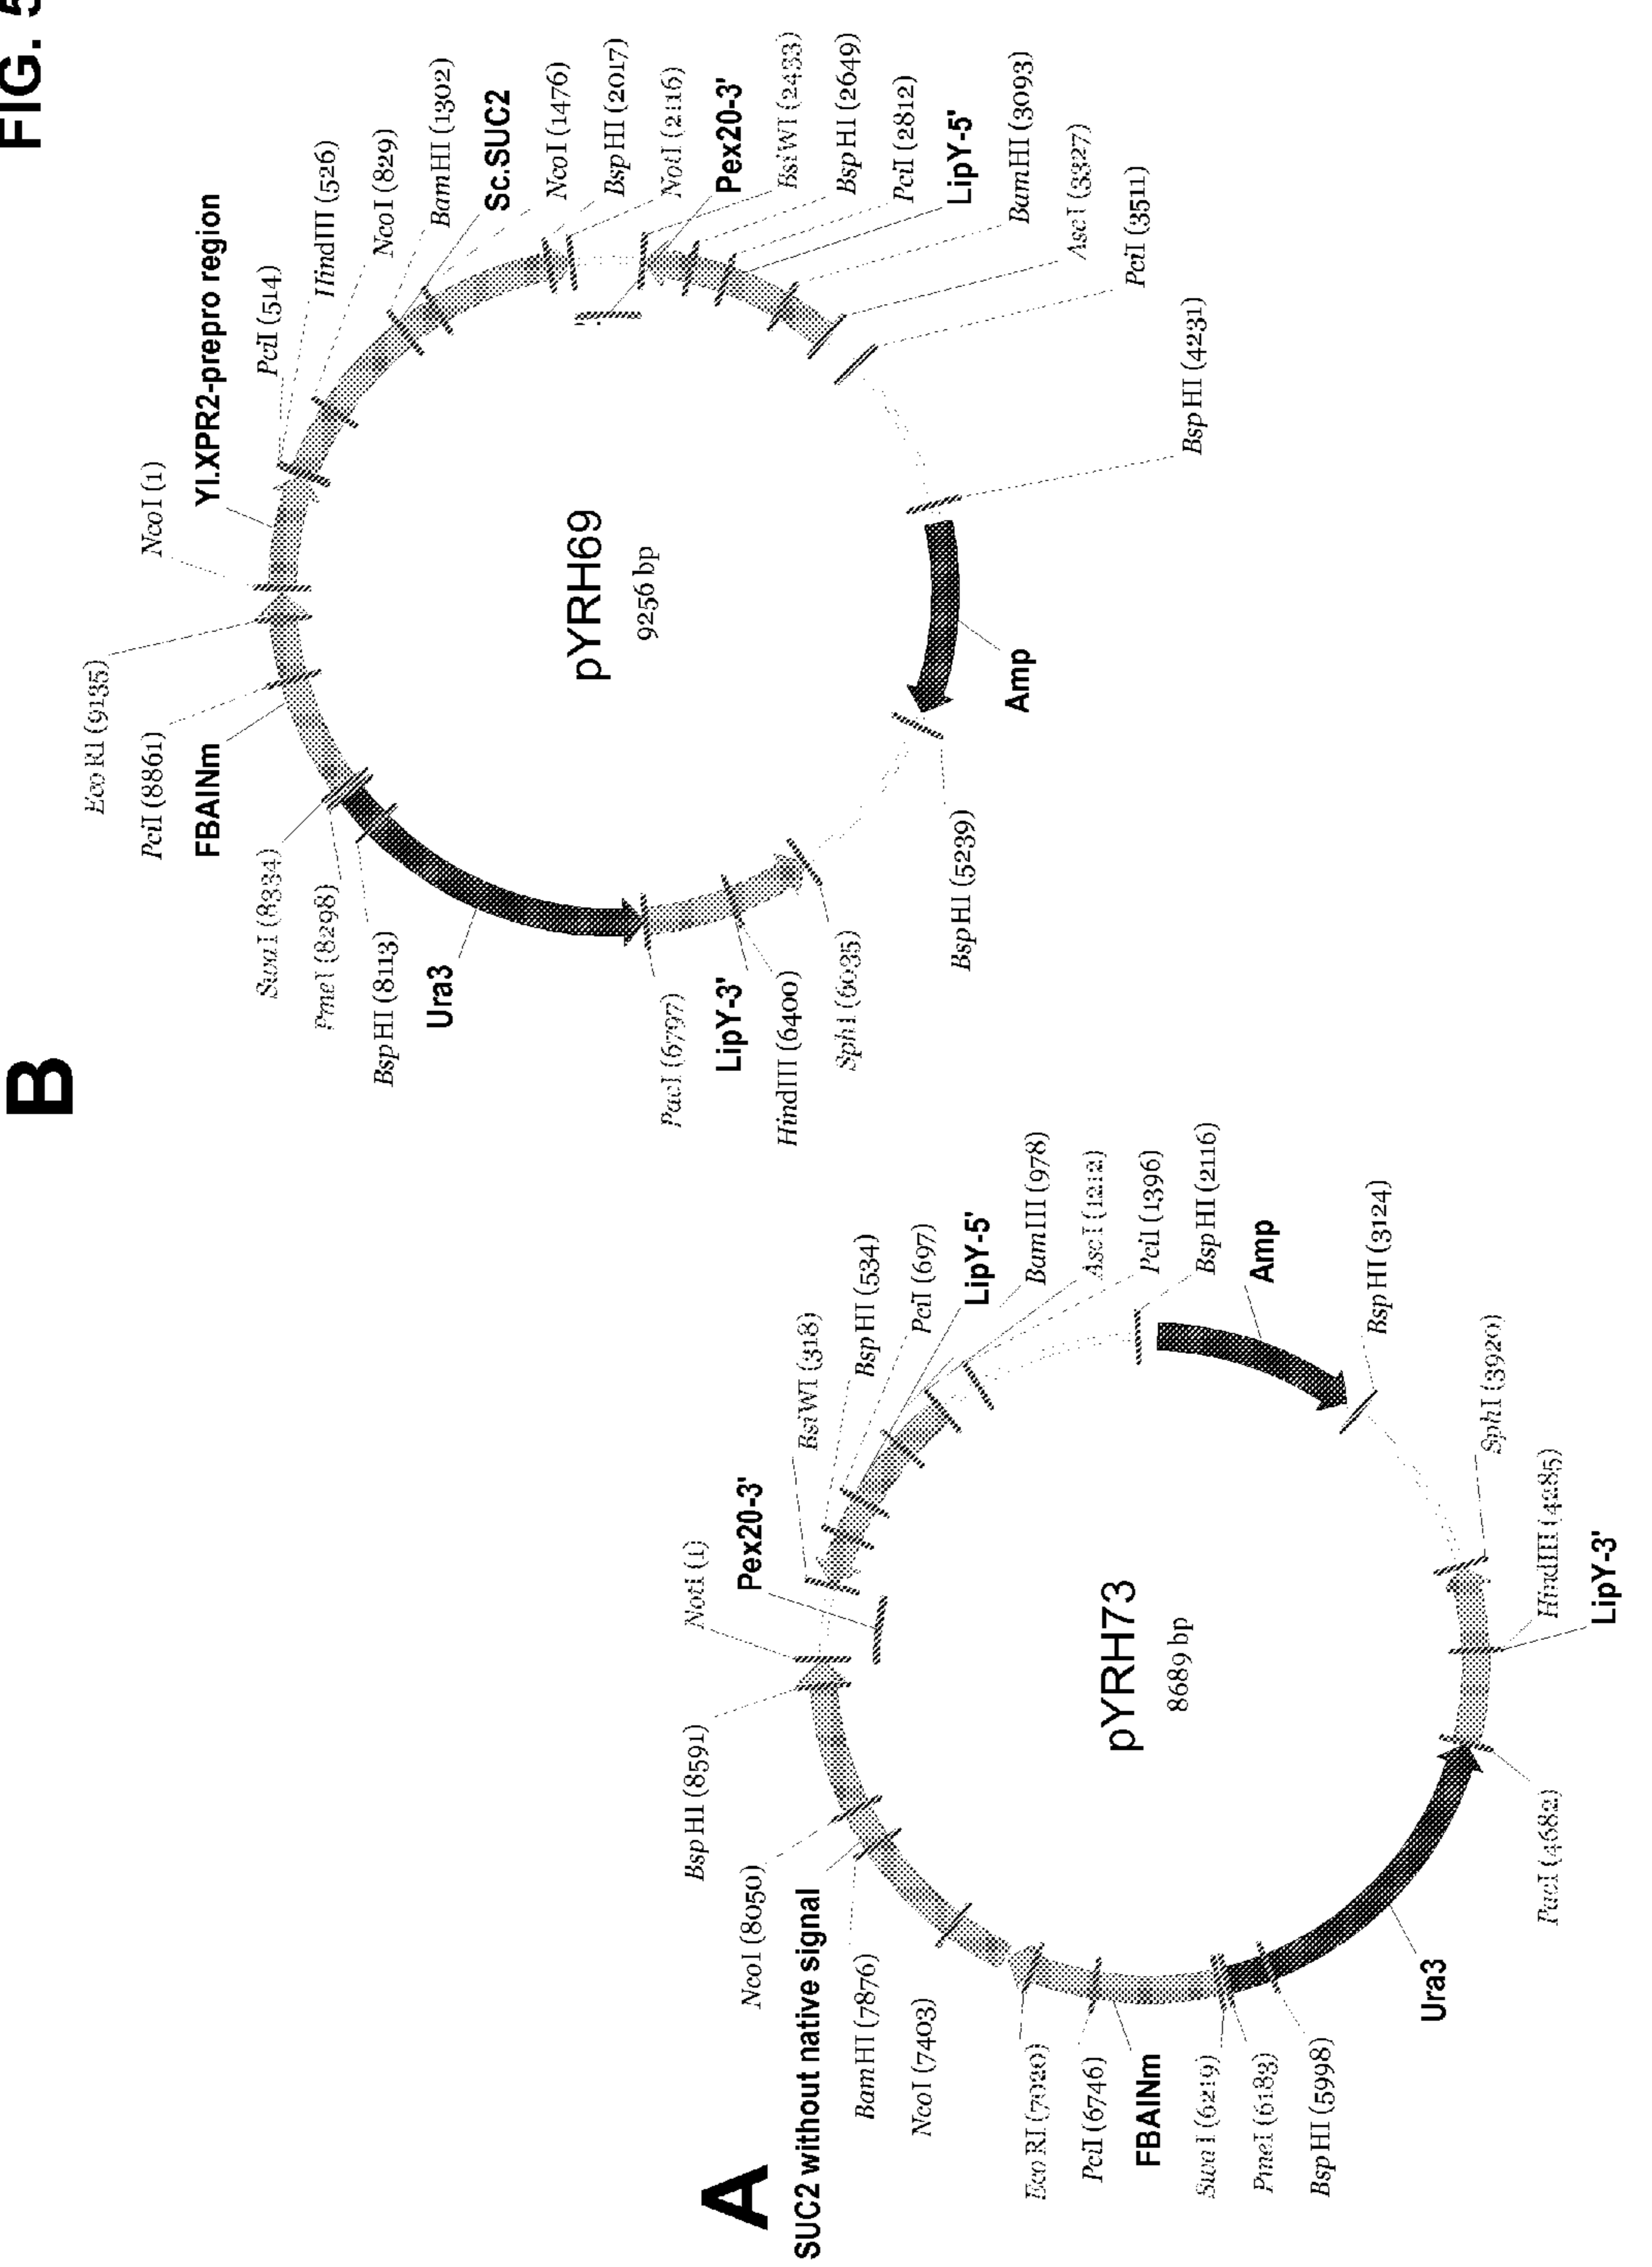 FIG. 5
A
SUC2 without native signal
NcoI (8050)
BspHI (8591)
NotI (1)
Pex20-3'
BsiWI (318)
BspHI (534)
PciI (697)
LipY-5'
BamHI (978)
AscI (1212)
PciI (1396)
BspHI (2116)
Amp
BspHI (3124)
SphI (3920)
HindIII (4285)
LipY-3'
PacI (4682)
Ura3
BspHI (5998)
PmeI (6183)
SwaI (6219)
FBAINm
PciI (6746)
EcoRI (7020)
NcoI (7403)
BamHI (7876)
pYRH73
8689 bp
B
EcoRI (9135)
NcoI (1)
Yl.XPR2-prepro region
PciI (514)
HindIII (526)
NcoI (829)
BamHI (1302)
Sc.SUC2
NcoI (1476)
BspHI (2017)
NotI (2116)
Pex20-3'
BsiWI (2433)
BspHI (2649)
PciI (2812)
LipY-5'
BamHI (3093)
AscI (3327)
PciI (3511)
BspHI (4231)
Amp
BspHI (5239)
SphI (6035)
HindIII (6400)
LipY-3'
PacI (6797)
Ura3
BspHI (8113)
PmeI (8298)
SwaI (8334)
FBAINm
PciI (8861)
pYRH69
9256 bp